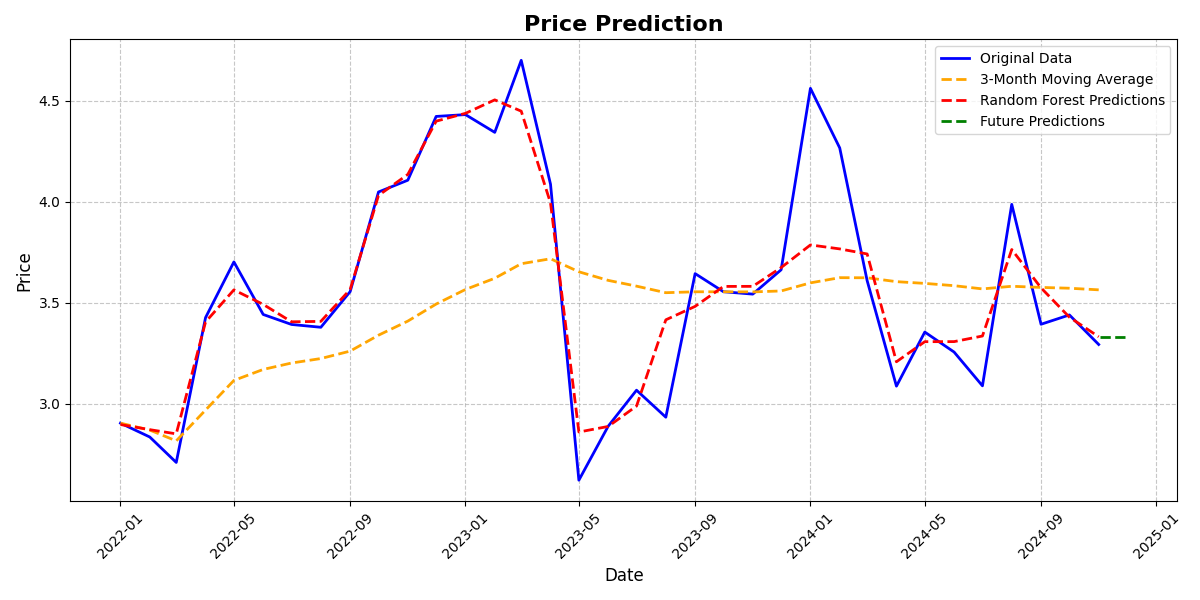 Price Prediction
Original Data
3-Month Moving Average
Random Forest Predictions
Future Predictions
Price
4.5
4.0
3.5
3.0
2022-01
2022-05
2022-09
2023-01
2023-05
2023-09
2024-01
2024-05
2024-09
2025-01
Date